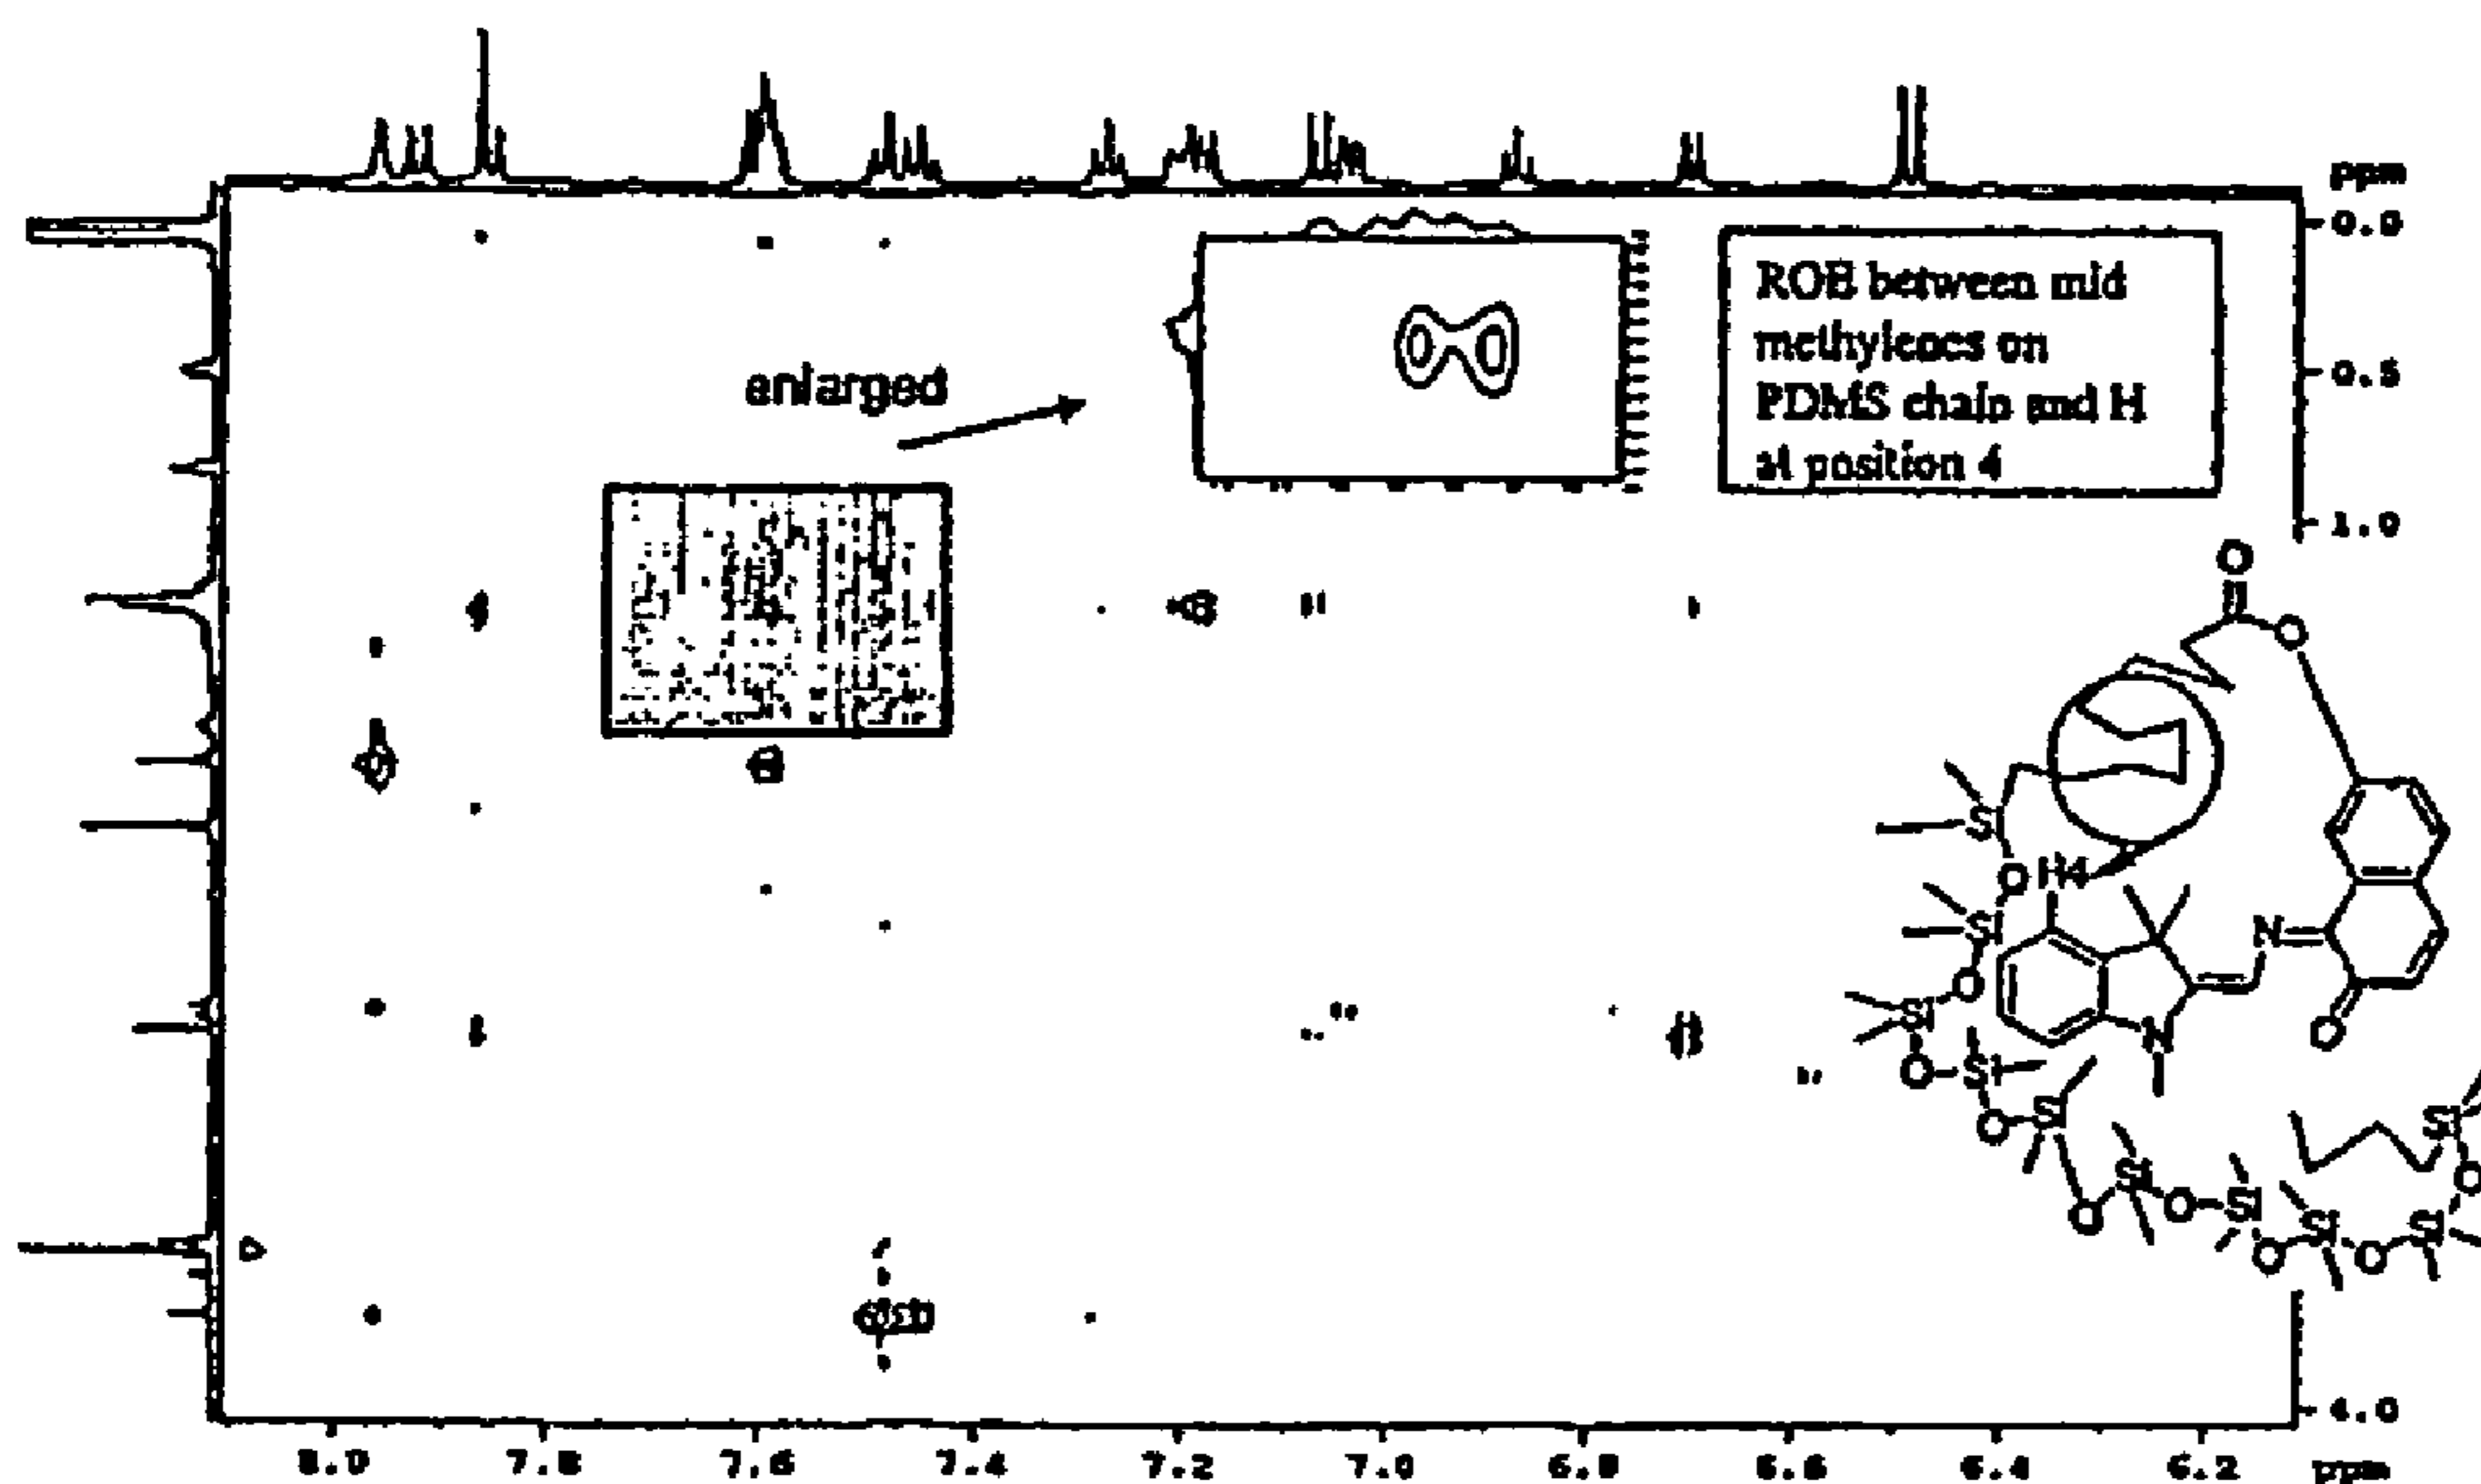 ppm
0.0
ROE between mid
methylenes on
PDMS chain and H
at position 4
enlarged
0.5
1.0
O
O
Si
O H4
Si
N
O
Si
N
O
O Si
Si
O
Si
Si
O
O
Si
O
Si
O
Si
O
4.0
8.0 7.8 7.6 7.4 7.2 7.0 6.8 6.6 6.4 6.2 ppm